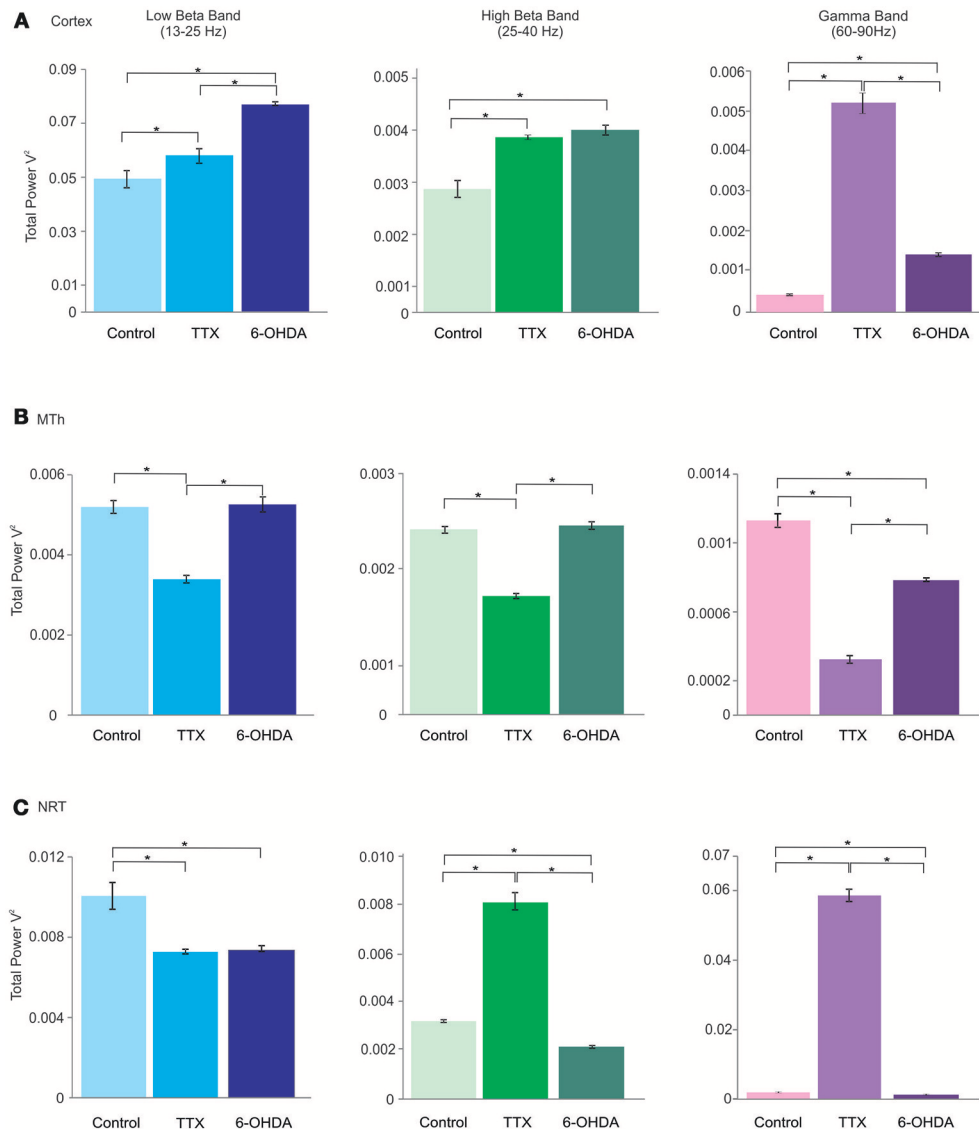 A Cortex
Low Beta Band
(13-25 Hz)
High Beta Band
(25-40 Hz)
Gamma Band
(60-90Hz)
Total Power V²
0.09
0.07
0.05
0.03
0.01
0
* * *
Control TTX 6-OHDA
0.005
0.004
0.003
0.002
0.001
0
* *
Control TTX 6-OHDA
0.006
0.005
0.004
0.003
0.002
0.001
0
* * *
Control TTX 6-OHDA
B MTh
Total Power V²
0.006
0.004
0.002
0
* *
Control TTX 6-OHDA
0.003
0.002
0.001
0
* *
Control TTX 6-OHDA
0.0014
0.001
0.0006
0.0002
0
* * *
Control TTX 6-OHDA
C NRT
Total Power V²
0.012
0.008
0.004
0
* *
Control TTX 6-OHDA
0.010
0.008
0.006
0.004
0.002
0
* * *
Control TTX 6-OHDA
0.07
0.06
0.04
0.02
0
* * *
Control TTX 6-OHDA